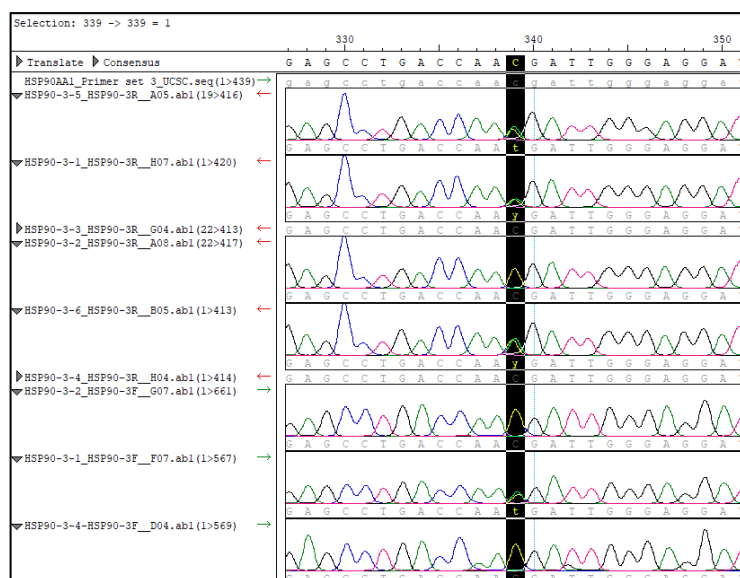 Selection: 339 -> 339 = 1
330 340 350
Translate Consensus G A G C C T G A C C A A C G A T T G G G A G G A T
HSP90AA1_Primer set 3_UCSC.seq(1>439) → g a g c c t g a c c a a c g a t t g g g a g g a t
HSP90-3-5_HSP90-3R__A05.ab1(19>416) ←
G A G C C T G A C C A A t G A T T G G G A G G A T
HSP90-3-1_HSP90-3R__H07.ab1(1>420) ←
G A G C C T G A C C A A y G A T T G G G A G G A T
HSP90-3-3_HSP90-3R__G04.ab1(22>413) ← G A G C C T G A C C A A C G A T T G G G A G G A T
HSP90-3-2_HSP90-3R__A08.ab1(22>417) ←
G A G C C T G A C C A A C G A T T G G G A G G A T
HSP90-3-6_HSP90-3R__B05.ab1(1>413) ←
G A G C C T G A C C A A y G A T T G G G A G G A T
HSP90-3-4_HSP90-3R__H04.ab1(1>414) ← G A G C C T G A C C A A C G A T T G G G A G G A T
HSP90-3-2_HSP90-3F__G07.ab1(1>661) →
G A G C C T G A C C A A C G A T T G G G A G G A T
HSP90-3-1_HSP90-3F__F07.ab1(1>567) →
G A G C C T G A C C A A t G A T T G G G A G G A T
HSP90-3-4-HSP90-3F__D04.ab1(1>569) →